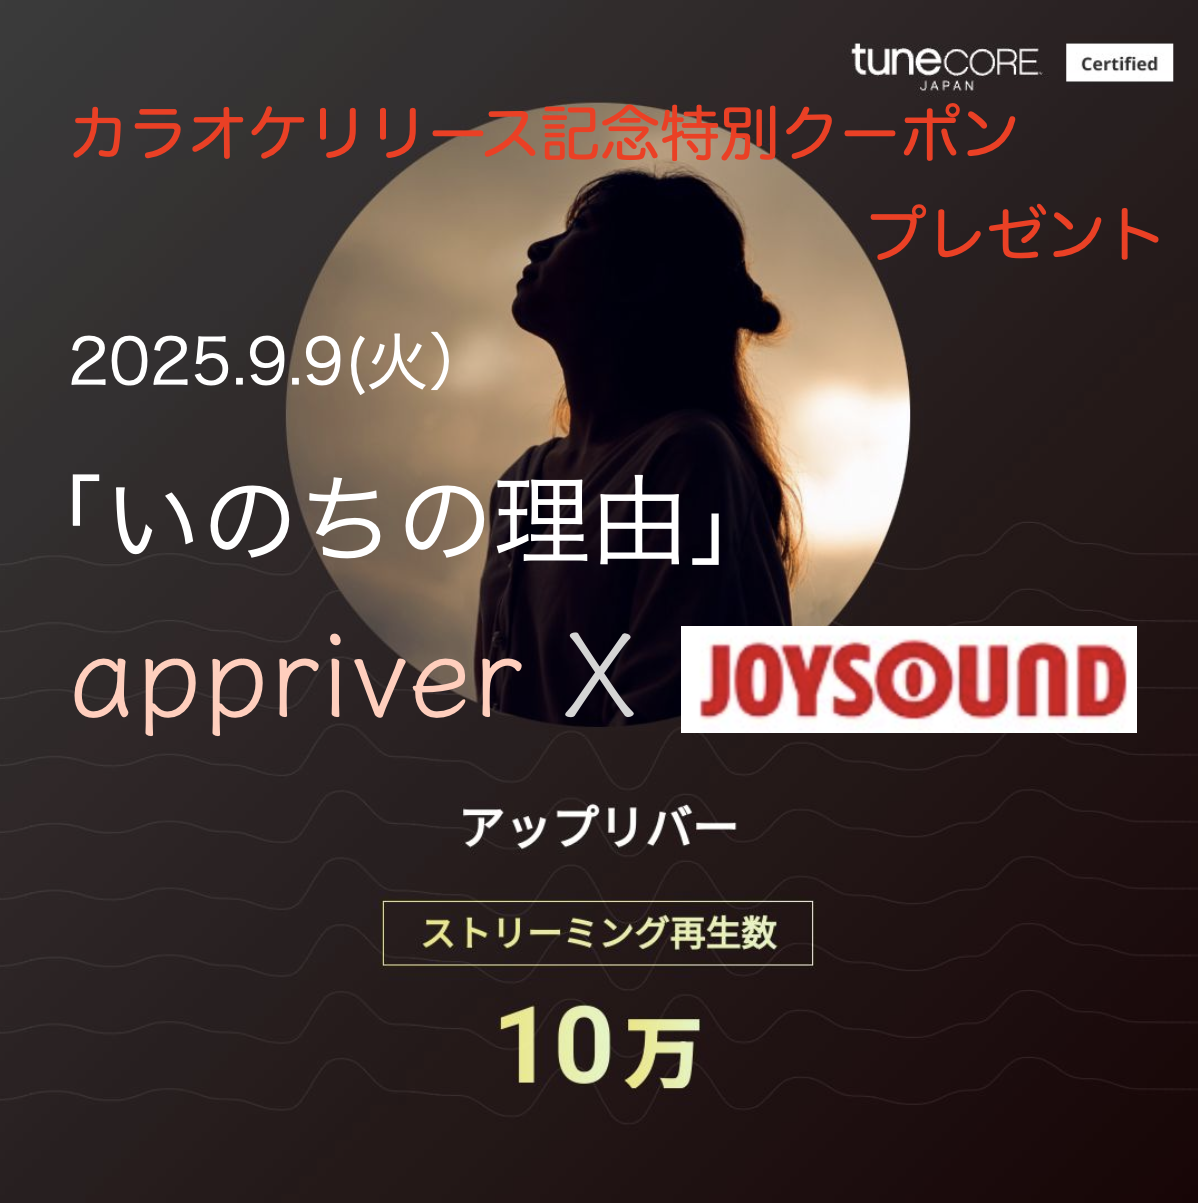 tunecore JAPAN Certified
カラオケリリース記念特別クーポン
プレゼント
2025.9.9(火)
「いのちの理由」
appriver X JOYSOUND
アップリバー
ストリーミング再生数
10万